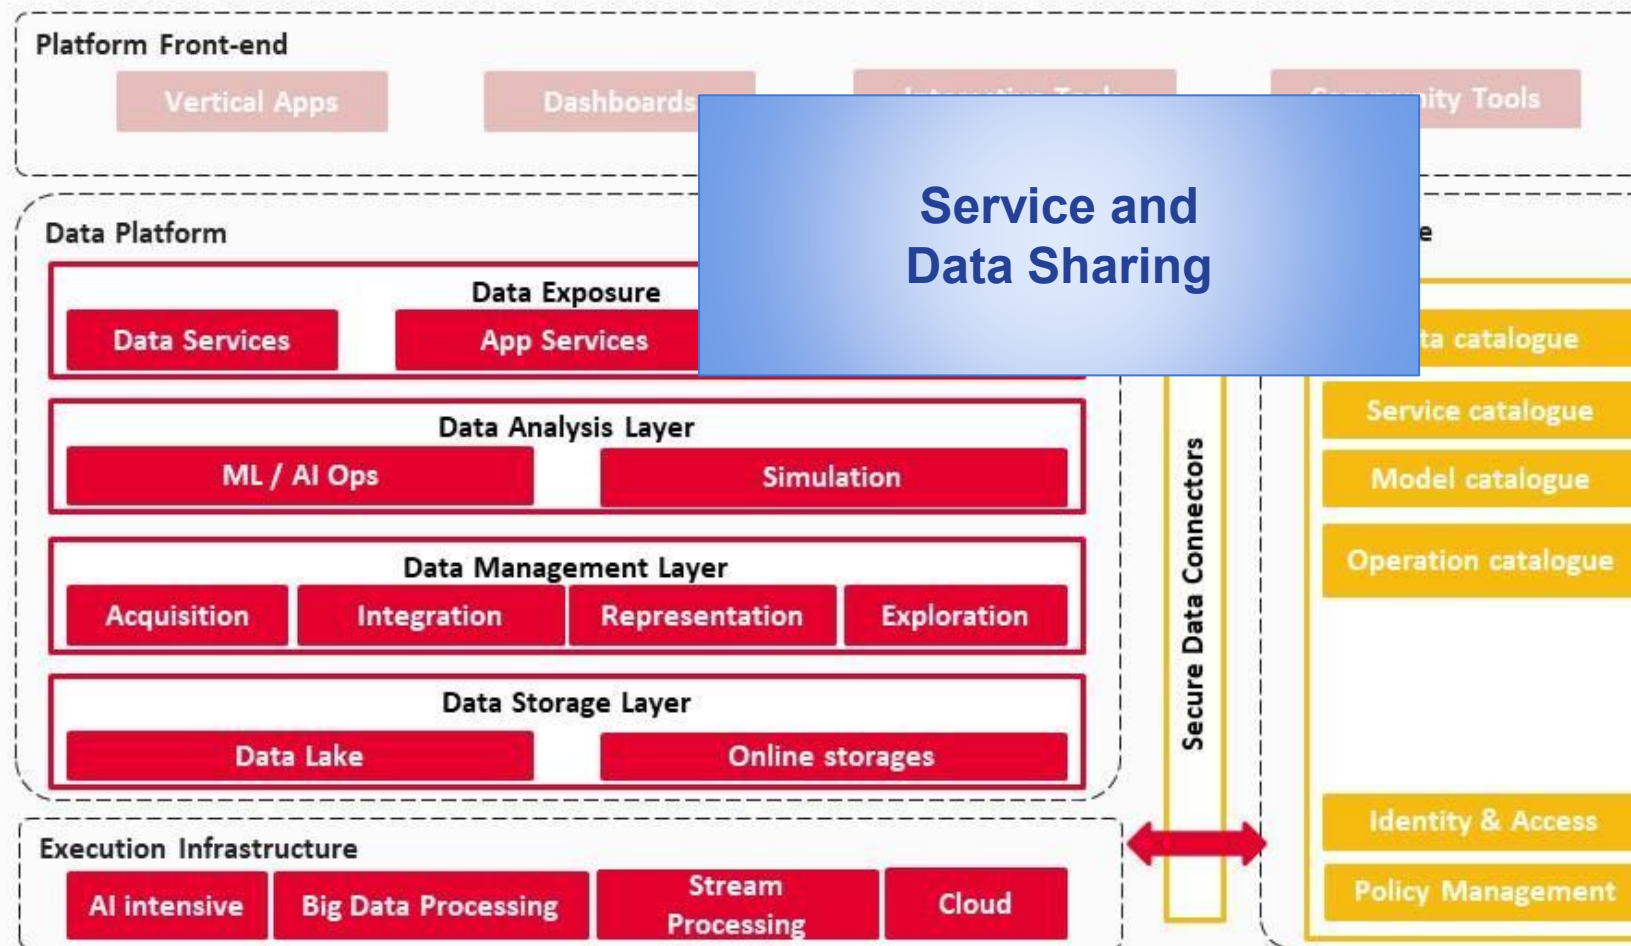 Platform Front-end
Vertical Apps
Dashboards
Tools
Service and
Data Sharing
Data Platform
Data Exposure
Data Services
App Services
Data Analysis Layer
ML / AI Ops
Simulation
Data Management Layer
Acquisition
Integration
Representation
Exploration
Data Storage Layer
Data Lake
Online storages
Execution Infrastructure
AI intensive
Big Data Processing
Stream
Processing
Cloud
Secure Data Connectors
catalogue
Service catalogue
Model catalogue
Operation catalogue
Identity & Access
Policy Management